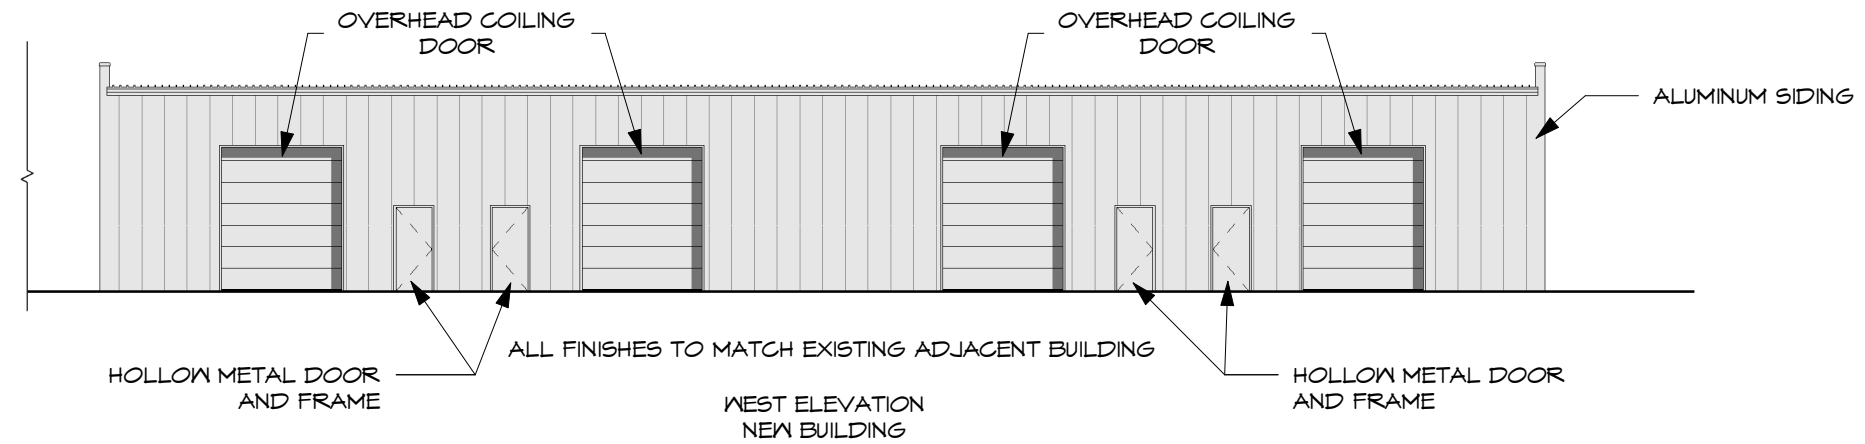 OVERHEAD COILING
DOOR
OVERHEAD COILING
DOOR
ALUMINUM SIDING
ALL FINISHES TO MATCH EXISTING ADJACENT BUILDING
HOLLOW METAL DOOR
AND FRAME
HOLLOW METAL DOOR
AND FRAME
WEST ELEVATION
NEW BUILDING